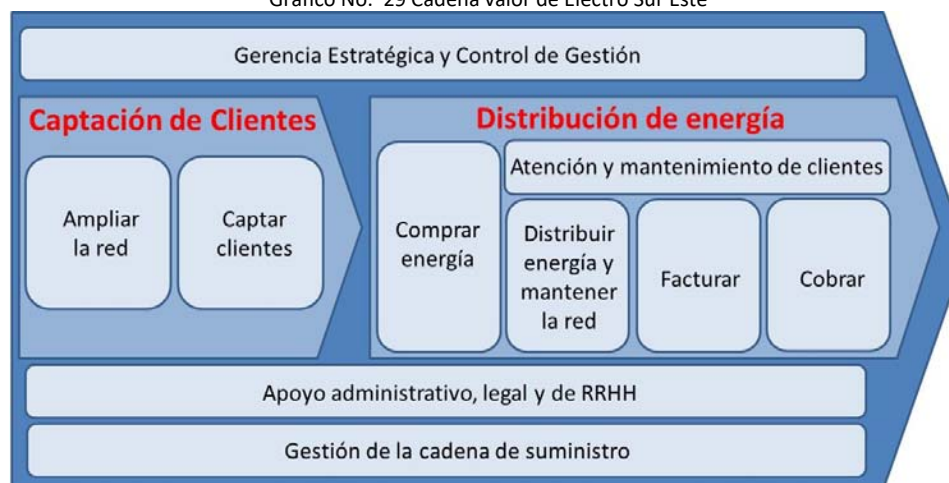 Gráfico No. 29 Cadena valor de Electro Sur Este
Gerencia Estratégica y Control de Gestión
Captación de Clientes
Ampliar
la red
Captar
clientes
Distribución de energía
Comprar
energía
Atención y mantenimiento de clientes
Distribuir
energía y
mantener
la red
Facturar
Cobrar
Apoyo administrativo, legal y de RRHH
Gestión de la cadena de suministro